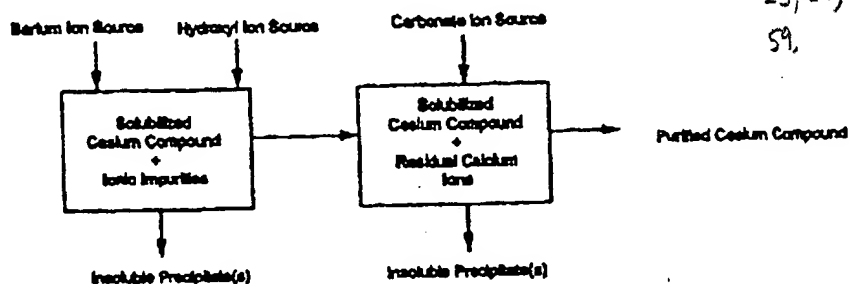 59,
Barium Ion Source
Hydroxyl Ion Source
Carbonate Ion Source
Solubilized
Cesium Compound
+
Ionic Impurities
Solubilized
Cesium Compound
+
Residual Calcium
Ions
Purified Cesium Compound
Insoluble Precipitate(s)
Insoluble Precipitate(s)